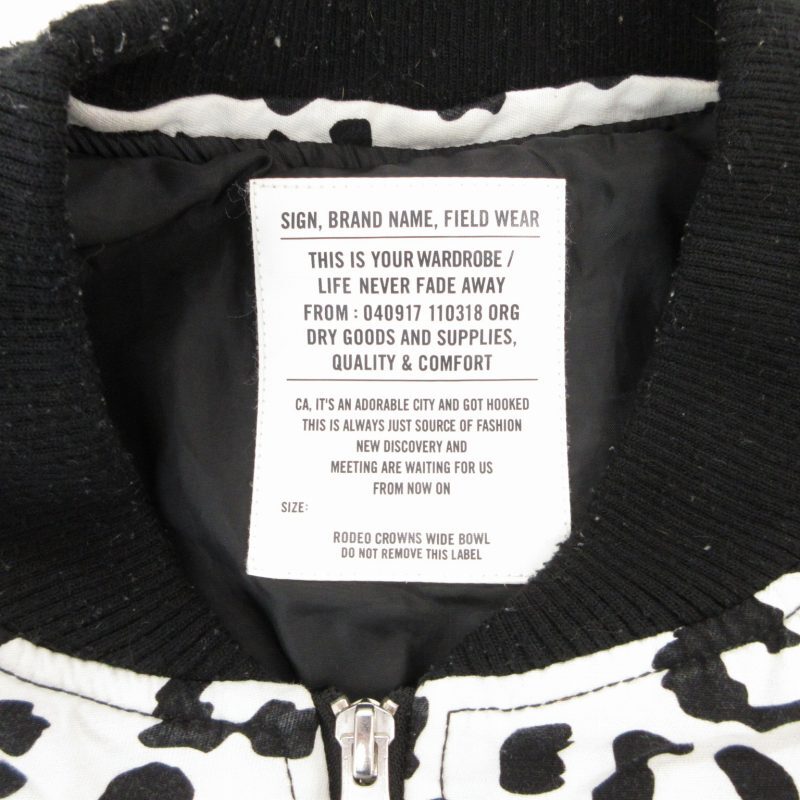 SIGN, BRAND NAME, FIELD WEAR
THIS IS YOUR WARDROBE /
LIFE NEVER FADE AWAY
FROM : 040917 110318 ORG
DRY GOODS AND SUPPLIES,
QUALITY & COMFORT
CA, IT'S AN ADORABLE CITY AND GOT HOOKED
THIS IS ALWAYS JUST SOURCE OF FASHION
NEW DISCOVERY AND
MEETING ARE WAITING FOR US
FROM NOW ON
SIZE:
RODEO CROWNS WIDE BOWL
DO NOT REMOVE THIS LABEL